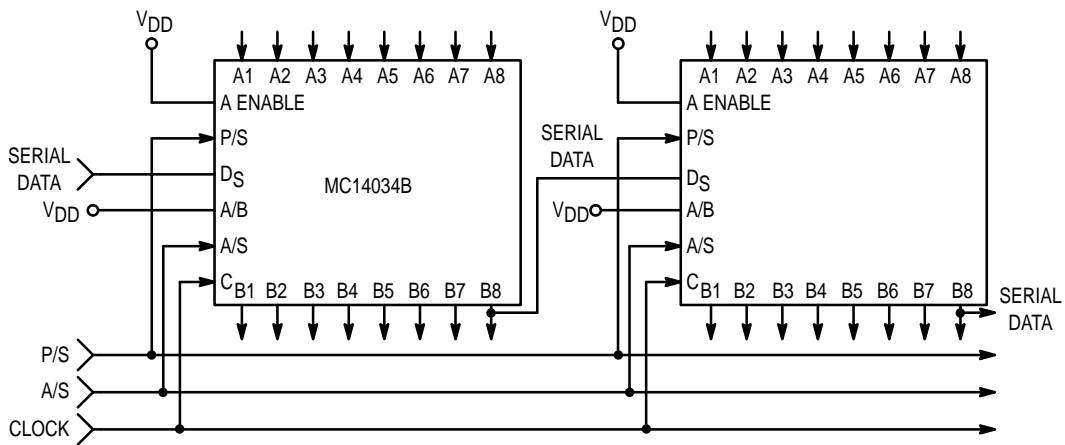 VDD
VDD
A1 A2 A3 A4 A5 A6 A7 A8
A1 A2 A3 A4 A5 A6 A7 A8
A ENABLE
A ENABLE
P/S
SERIAL
DATA
P/S
SERIAL
DATA
DS
MC14034B
DS
VDD
A/B
VDD
A/B
A/S
A/S
C
B1 B2 B3 B4 B5 B6 B7 B8
C
B1 B2 B3 B4 B5 B6 B7 B8
SERIAL
DATA
P/S
A/S
CLOCK